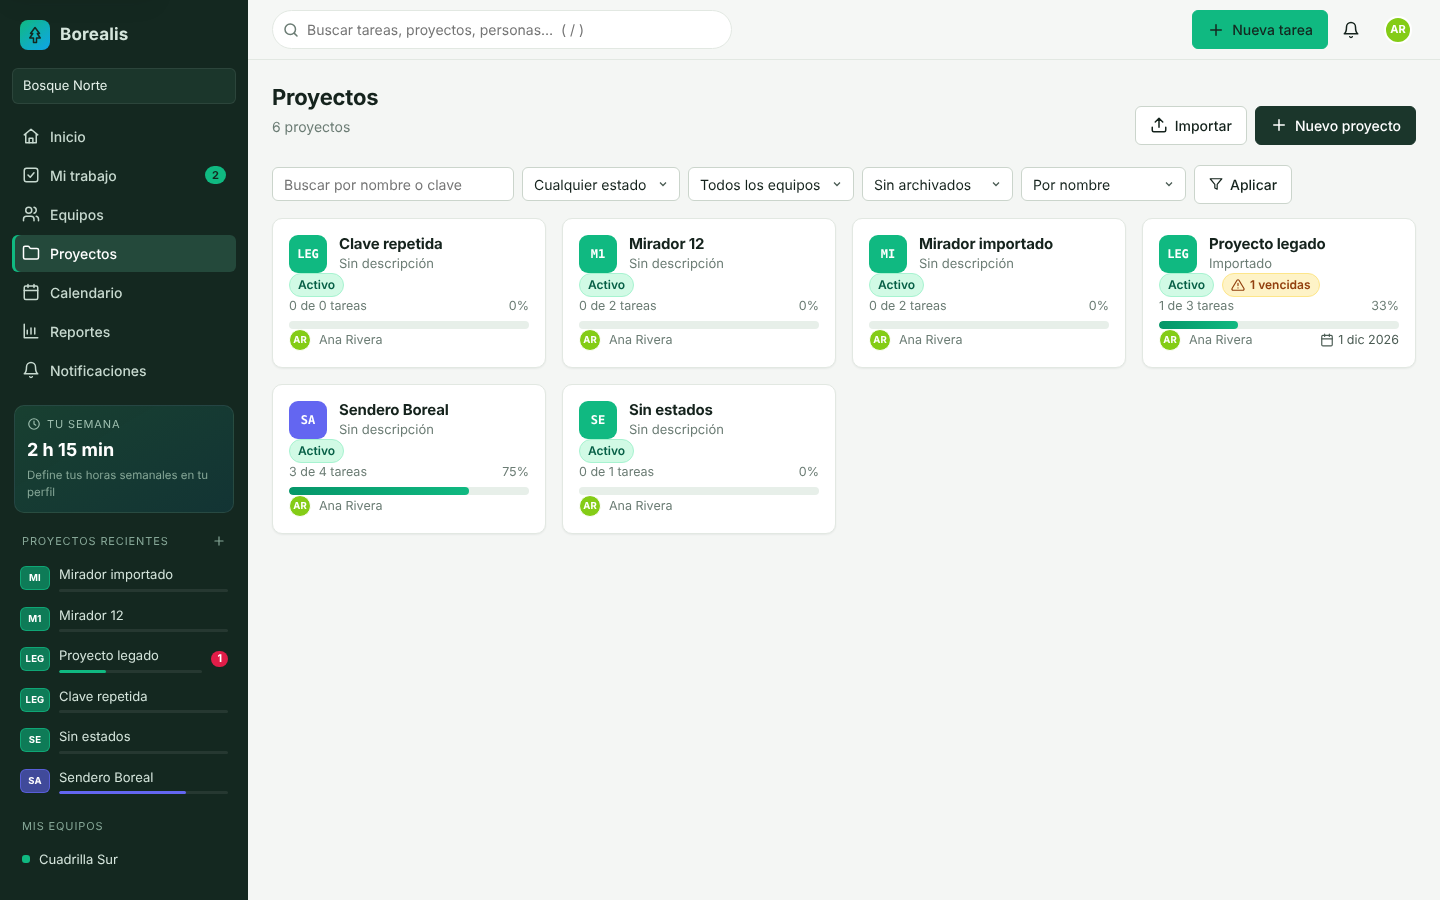 Borealis
Bosque Norte
Inicio
Mi trabajo 2
Equipos
Proyectos
Calendario
Reportes
Notificaciones
TU SEMANA
2 h 15 min
Define tus horas semanales en tu
perfil
PROYECTOS RECIENTES
MI Mirador importado
M1 Mirador 12
LEG Proyecto legado 1
LEG Clave repetida
SE Sin estados
SA Sendero Boreal
MIS EQUIPOS
Cuadrilla Sur
Buscar tareas, proyectos, personas... ( / )
Nueva tarea
AR
Proyectos
6 proyectos
Importar
Nuevo proyecto
Buscar por nombre o clave
Cualquier estado
Todos los equipos
Sin archivados
Por nombre
Aplicar
LEG Clave repetida
Sin descripción
Activo
0 de 0 tareas 0%
AR Ana Rivera
M1 Mirador 12
Sin descripción
Activo
0 de 2 tareas 0%
AR Ana Rivera
MI Mirador importado
Sin descripción
Activo
0 de 2 tareas 0%
AR Ana Rivera
LEG Proyecto legado
Importado
Activo 1 vencidas
1 de 3 tareas 33%
AR Ana Rivera 1 dic 2026
SA Sendero Boreal
Sin descripción
Activo
3 de 4 tareas 75%
AR Ana Rivera
SE Sin estados
Sin descripción
Activo
0 de 1 tareas 0%
AR Ana Rivera